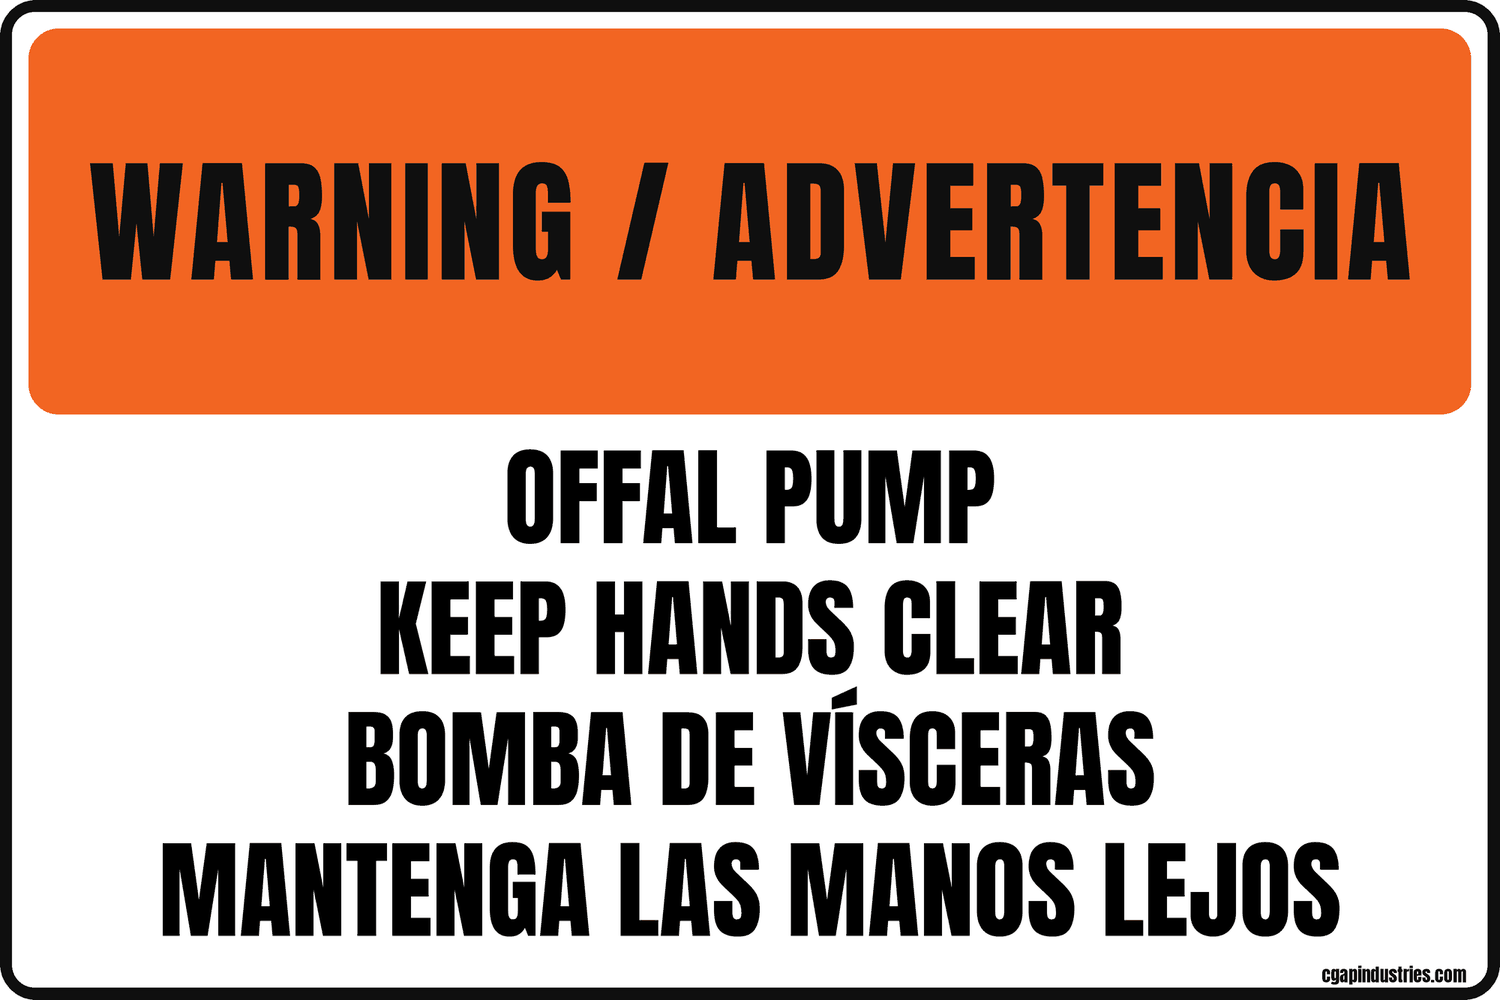 WARNING / ADVERTENCIA
OFFAL PUMP
KEEP HANDS CLEAR
BOMBA DE VÍSCERAS
MANTENGA LAS MANOS LEJOS
cgapindustries.com